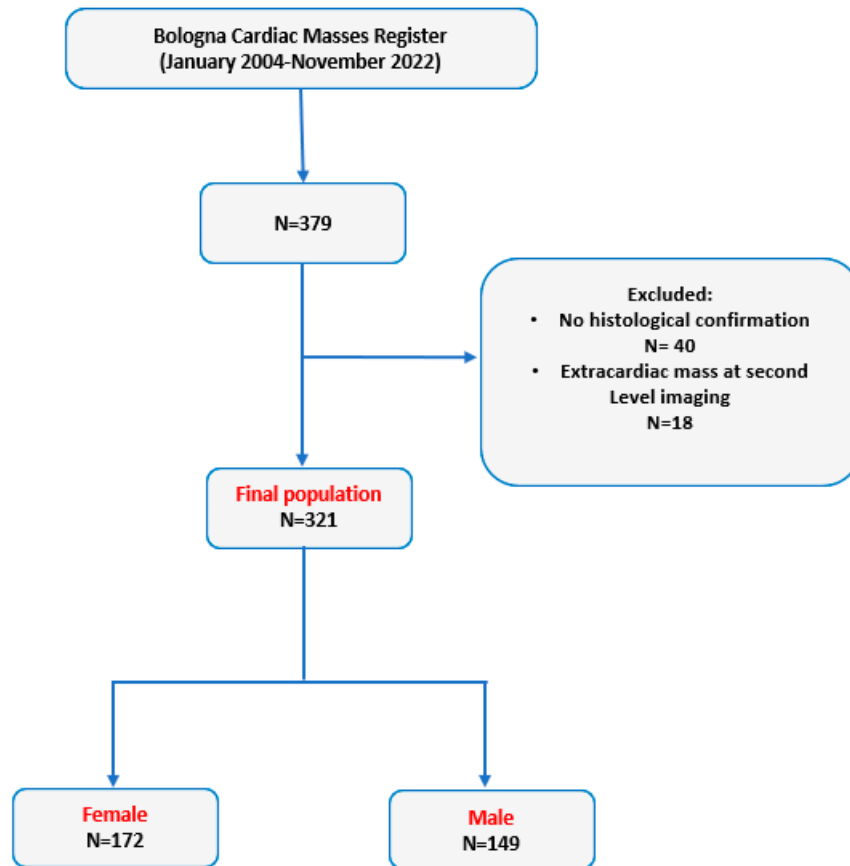 Bologna Cardiac Masses Register
(January 2004-November 2022)
N=379
Excluded:
• No histological confirmation
N= 40
• Extracardiac mass at second
Level imaging
N=18
Final population
N=321
Female
N=172
Male
N=149